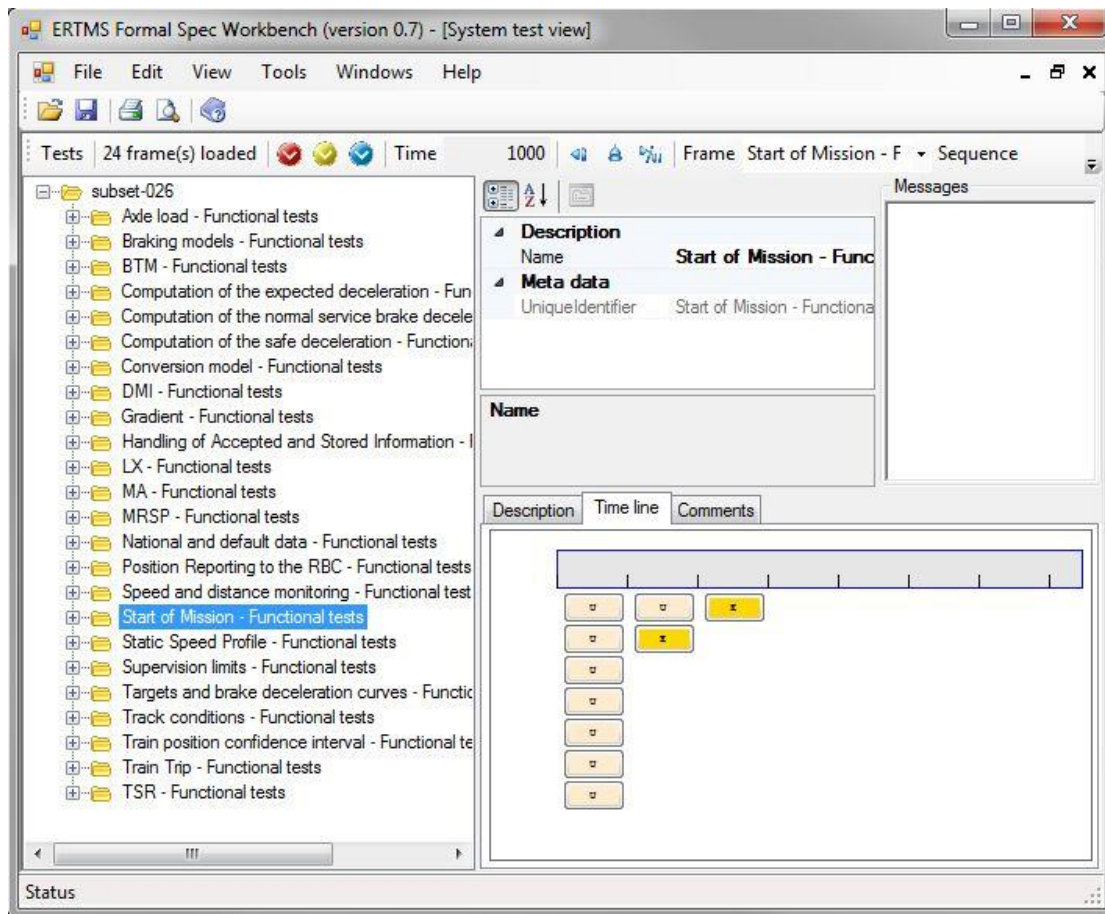 ERTMS Formal Spec Workbench (version 0.7) - [System test view]
File Edit View Tools Windows Help
Tests 24 frame(s) loaded Time 1000 Frame Start of Mission - F Sequence
subset-026
Axle load - Functional tests
Braking models - Functional tests
BTM - Functional tests
Computation of the expected deceleration - Fun
Computation of the normal service brake decele
Computation of the safe deceleration - Function
Conversion model - Functional tests
DMI - Functional tests
Gradient - Functional tests
Handling of Accepted and Stored Information -
LX - Functional tests
MA - Functional tests
MRSP - Functional tests
National and default data - Functional tests
Position Reporting to the RBC - Functional tests
Speed and distance monitoring - Functional test
Start of Mission - Functional tests
Static Speed Profile - Functional tests
Supervision limits - Functional tests
Targets and brake deceleration curves - Functio
Track conditions - Functional tests
Train position confidence interval - Functional te
Train Trip - Functional tests
TSR - Functional tests
Description
Name Start of Mission - Func
Meta data
UniqueIdentifier Start of Mission - Functiona
Name
Messages
Description Time line Comments
Status